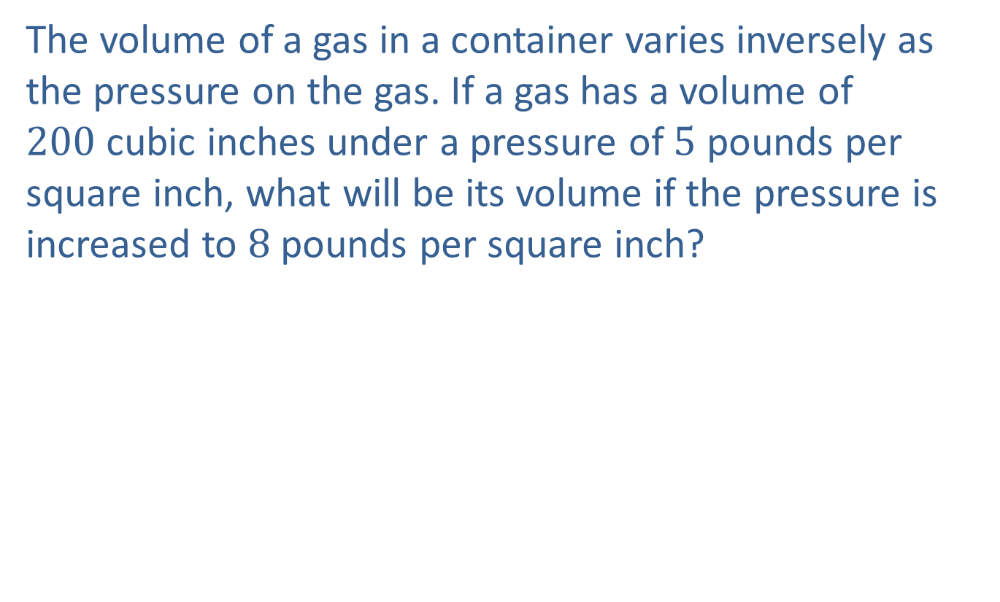 The volume of a gas in a container varies inversely as
the pressure on the gas. If a gas has a volume of
200 cubic inches under a pressure of 5 pounds per
square inch, what will be its volume if the pressure is
increased to 8 pounds per square inch?